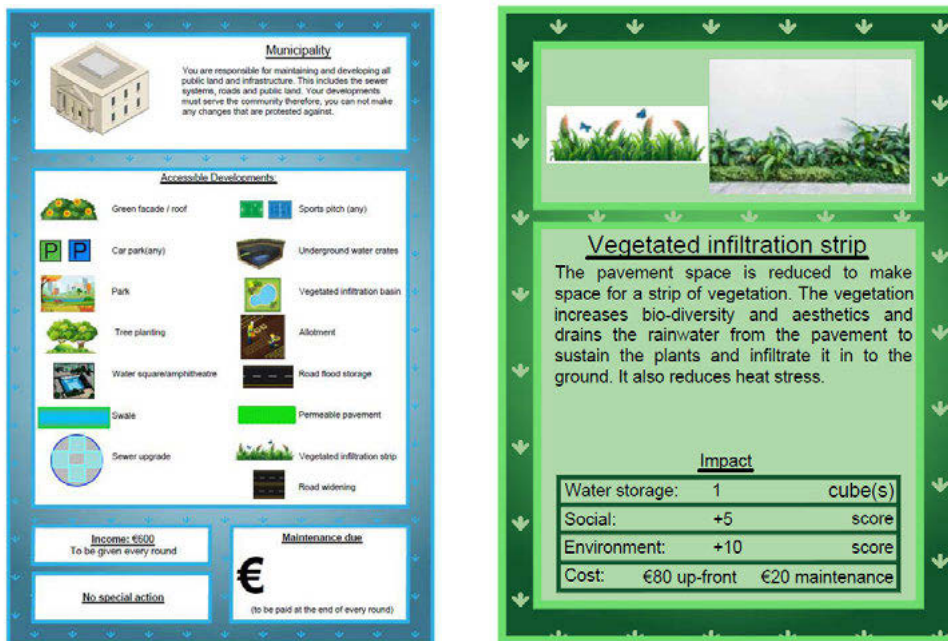 Municipality
You are responsible for maintaining and developing all
public land and infrastructure. This includes the sewer
systems, roads and public land. Your developments
must serve the community therefore, you can not make
any changes that are protested against.
Accessible Developments:
Green facade / roof
Sports pitch (any)
P P
Car park(any)
Underground water crates
Park
Vegetated infiltration basin
Tree planting
Allotment
Water square/amphitheatre
Road flood storage
Swale
Permeable pavement
Sewer upgrade
Vegetated infiltration strip
Road widening
Income: €600
To be given every round
No special action
Maintenance due
€
(to be paid at the end of every round)
Vegetated infiltration strip
The pavement space is reduced to make
space for a strip of vegetation. The vegetation
increases bio-diversity and aesthetics and
drains the rainwater from the pavement to
sustain the plants and infiltrate it in to the
ground. It also reduces heat stress.
Impact
Water storage: 1 cube(s)
Social: +5 score
Environment: +10 score
Cost: €80 up-front €20 maintenance